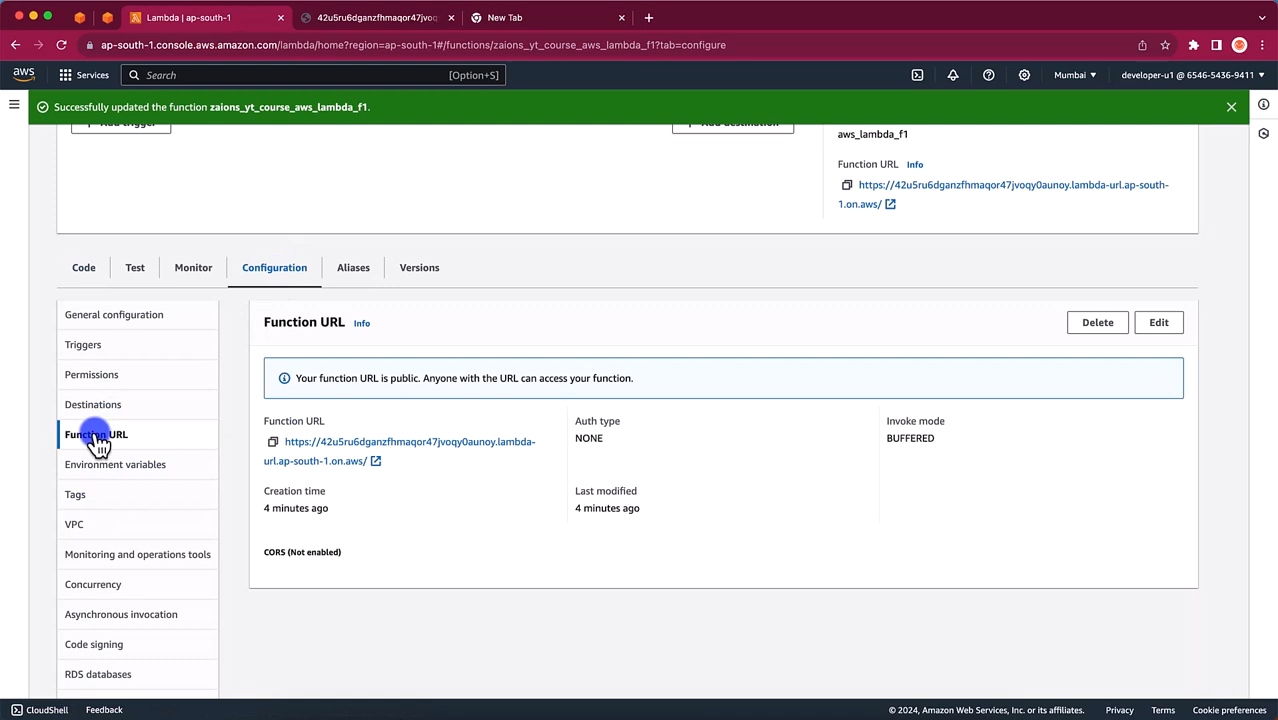 Lambda | ap-south-1
42u5ru6dganzfhmaqor47jvoq
New Tab
ap-south-1.console.aws.amazon.com/lambda/home?region=ap-south-1#/functions/zaions_yt_course_aws_lambda_f1?tab=configure
aws
Services
Search
[Option+S]
Mumbai
developer-u1 @ 6546-5436-9411
Successfully updated the function zaions_yt_course_aws_lambda_f1.
Add trigger
Add destination
aws_lambda_f1
Function URL Info
https://42u5ru6dganzfhmaqor47jvoqy0aunoy.lambda-url.ap-south-
1.on.aws/
Code
Test
Monitor
Configuration
Aliases
Versions
General configuration
Triggers
Permissions
Destinations
Function URL
Environment variables
Tags
VPC
Monitoring and operations tools
Concurrency
Asynchronous invocation
Code signing
RDS databases
Function URL Info
Delete
Edit
Your function URL is public. Anyone with the URL can access your function.
Function URL
https://42u5ru6dganzfhmaqor47jvoqy0aunoy.lambda-
url.ap-south-1.on.aws/
Auth type
NONE
Invoke mode
BUFFERED
Creation time
4 minutes ago
Last modified
4 minutes ago
CORS (Not enabled)
CloudShell
Feedback
© 2024, Amazon Web Services, Inc. or its affiliates.
Privacy
Terms
Cookie preferences